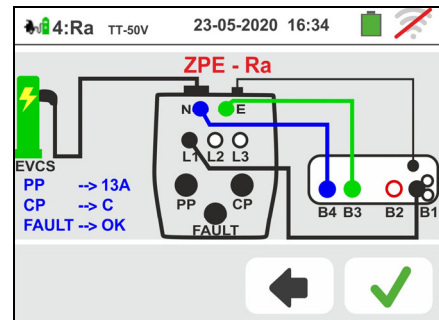 4:Ra TT-50V 23-05-2020 16:34
ZPE - Ra
N E
L1 L2 L3
EVCS
PP --> 13A
CP --> C
FAULT --> OK
PP CP
FAULT
B4 B3 B2 B1